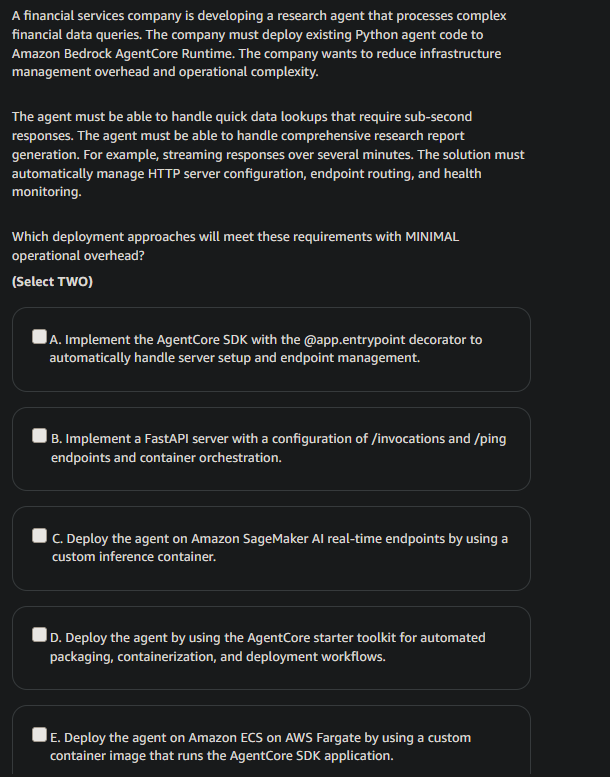 A financial services company is developing a research agent that processes complex
financial data queries. The company must deploy existing Python agent code to
Amazon Bedrock AgentCore Runtime. The company wants to reduce infrastructure
management overhead and operational complexity.
The agent must be able to handle quick data lookups that require sub-second
responses. The agent must be able to handle comprehensive research report
generation. For example, streaming responses over several minutes. The solution must
automatically manage HTTP server configuration, endpoint routing, and health
monitoring.
Which deployment approaches will meet these requirements with MINIMAL
operational overhead?
(Select TWO)
A. Implement the AgentCore SDK with the @app.entrypoint decorator to
automatically handle server setup and endpoint management.
B. Implement a FastAPI server with a configuration of /invocations and /ping
endpoints and container orchestration.
C. Deploy the agent on Amazon SageMaker AI real-time endpoints by using a
custom inference container.
D. Deploy the agent by using the AgentCore starter toolkit for automated
packaging, containerization, and deployment workflows.
E. Deploy the agent on Amazon ECS on AWS Fargate by using a custom
container image that runs the AgentCore SDK application.